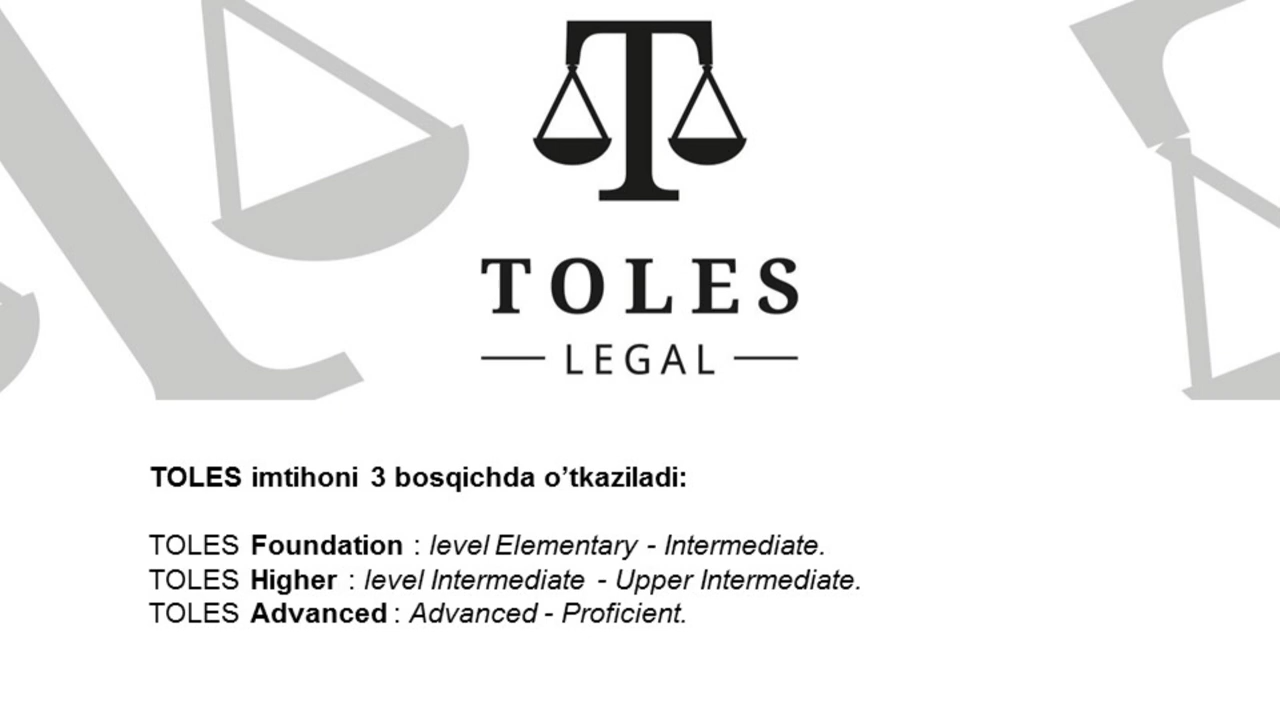 TOLES
LEGAL
TOLES imtihoni 3 bosqichda o’tkaziladi:
TOLES Foundation : level Elementary - Intermediate.
TOLES Higher : level Intermediate - Upper Intermediate.
TOLES Advanced : Advanced - Proficient.